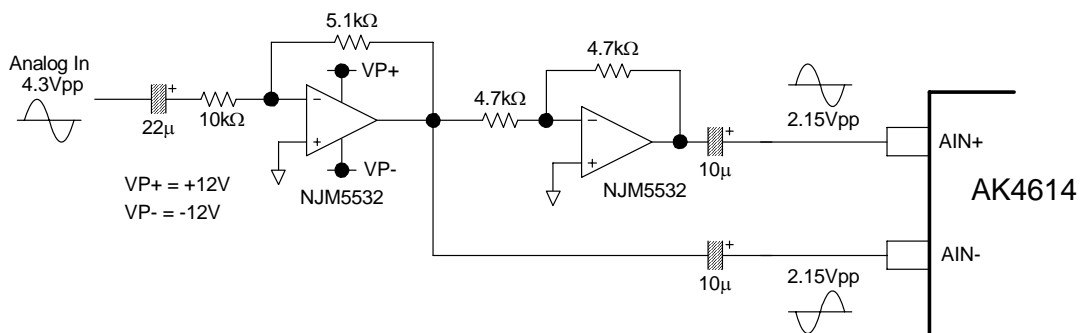 5.1kΩ
4.7kΩ
Analog In
4.3Vpp
VP+
2.15Vpp
+
22μ
10kΩ
−
+
4.7kΩ
−
+
+
10μ
AIN+
VP-
NJM5532
NJM5532
VP+ = +12V
VP- = -12V
AK4614
+
10μ
AIN-
2.15Vpp